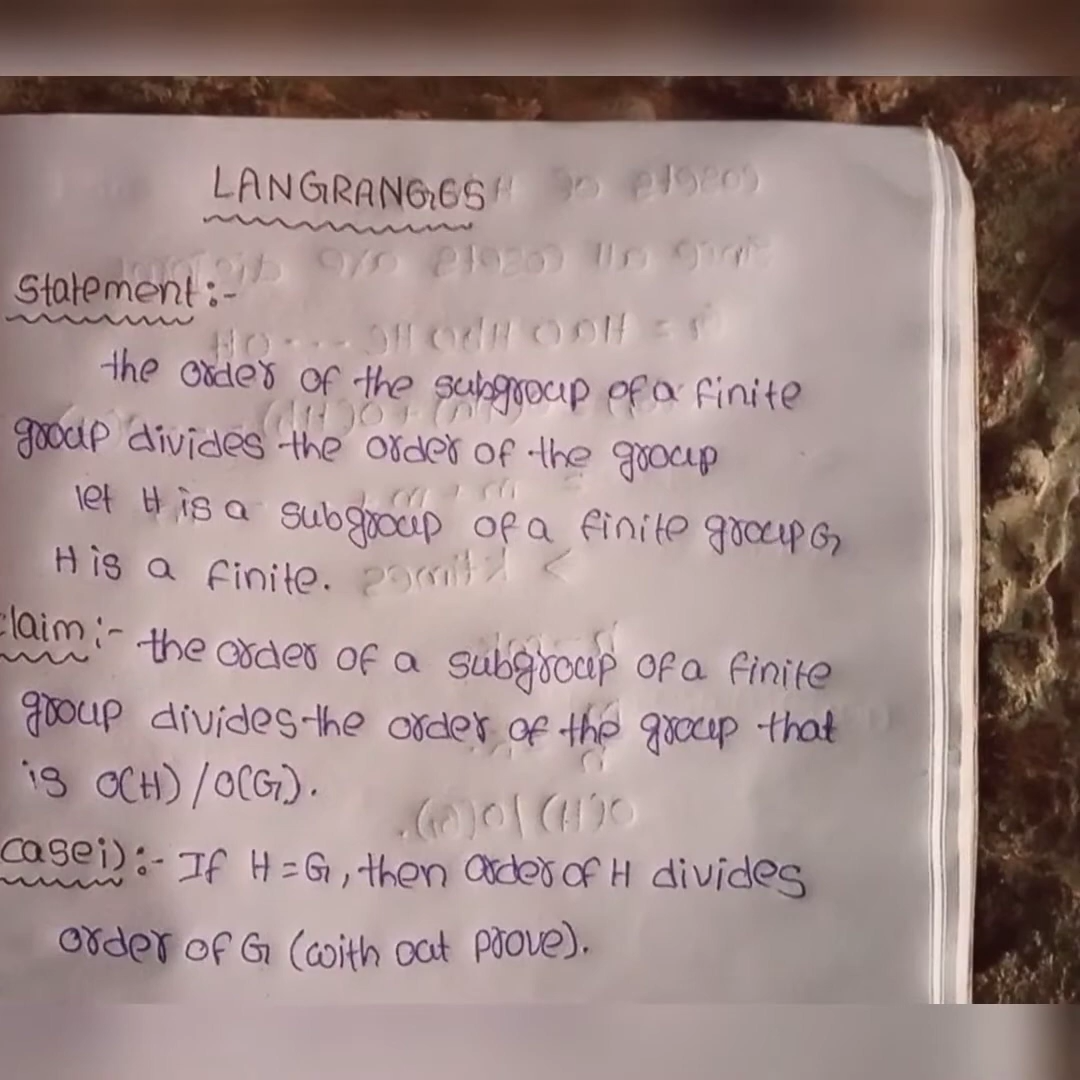 LANGRANGES
Statement:-
the order of the subgroup of a finite
group divides the order of the group
let H is a subgroup of a finite group G,
H is a finite.
claim:- the order of a subgroup of a finite
group divides the order of the group that
is O(H)/O(G).
case i):- If H=G, then order of H divides
order of G (with out prove).